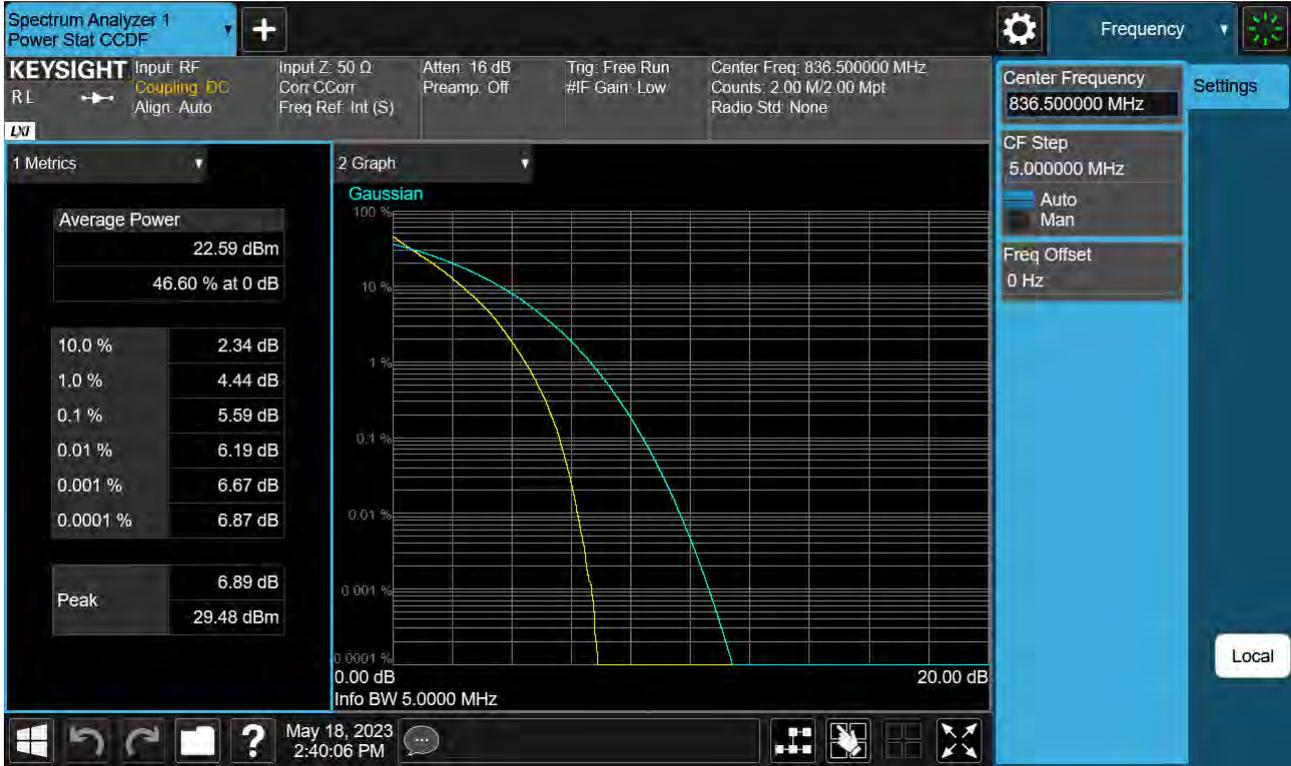 Spectrum Analyzer 1
Power Stat CCDF
Frequency
KEYSIGHT
RL
LXI
Input: RF
Coupling: DC
Align: Auto
Input Z: 50 Ω
Corr CCorr
Freq Ref: Int (S)
Atten: 16 dB
Preamp: Off
Trig: Free Run
#IF Gain: Low
Center Freq: 836.500000 MHz
Counts: 2.00 M/2.00 Mpt
Radio Std: None
1 Metrics
Average Power
22.59 dBm
46.60 % at 0 dB
10.0 % 2.34 dB
1.0 % 4.44 dB
0.1 % 5.59 dB
0.01 % 6.19 dB
0.001 % 6.67 dB
0.0001 % 6.87 dB
Peak
6.89 dB
29.48 dBm
2 Graph
Gaussian
100 %
10 %
1 %
0.1 %
0.01 %
0.001 %
0.0001 %
0.00 dB 20.00 dB
Info BW 5.0000 MHz
Center Frequency
836.500000 MHz
CF Step
5.000000 MHz
Auto
Man
Freq Offset
0 Hz
Settings
Local
?
May 18, 2023
2:40:06 PM